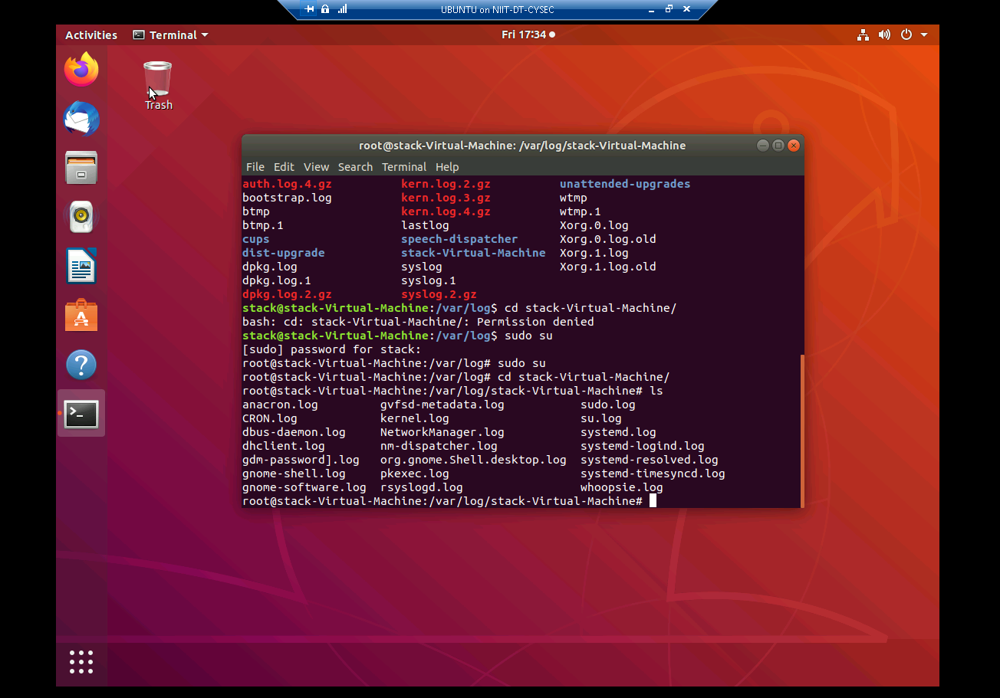 UBUNTU on NIIT-DT-CYSEC
Activities Terminal Fri 17:34
Trash
root@stack-Virtual-Machine: /var/log/stack-Virtual-Machine
File Edit View Search Terminal Help
auth.log.4.gz kern.log.2.gz unattended-upgrades
bootstrap.log kern.log.3.gz wtmp
btmp kern.log.4.gz wtmp.1
btmp.1 lastlog Xorg.0.log
cups speech-dispatcher Xorg.0.log.old
dist-upgrade stack-Virtual-Machine Xorg.1.log
dpkg.log syslog Xorg.1.log.old
dpkg.log.1 syslog.1
dpkg.log.2.gz syslog.2.gz
stack@stack-Virtual-Machine:/var/log$ cd stack-Virtual-Machine/
bash: cd: stack-Virtual-Machine/: Permission denied
stack@stack-Virtual-Machine:/var/log$ sudo su
[sudo] password for stack:
root@stack-Virtual-Machine:/var/log# sudo su
root@stack-Virtual-Machine:/var/log# cd stack-Virtual-Machine/
root@stack-Virtual-Machine:/var/log/stack-Virtual-Machine# ls
anacron.log gvfsd-metadata.log sudo.log
CRON.log kernel.log su.log
dbus-daemon.log NetworkManager.log systemd.log
dhclient.log nm-dispatcher.log systemd-logind.log
gdm-password].log org.gnome.Shell.desktop.log systemd-resolved.log
gnome-shell.log pkexec.log systemd-timesyncd.log
gnome-software.log rsyslogd.log whoopsie.log
root@stack-Virtual-Machine:/var/log/stack-Virtual-Machine#